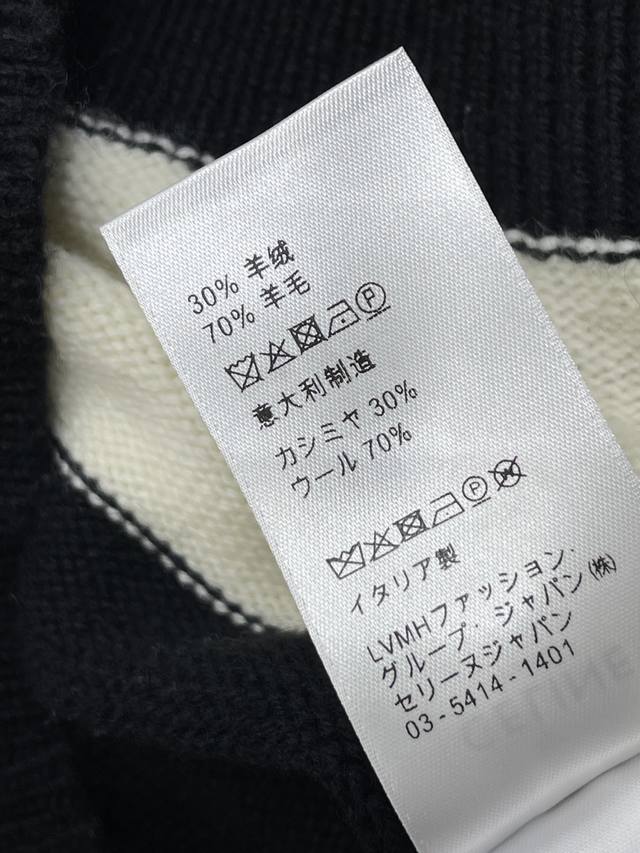 30% 羊绒
70% 羊毛
P
意大利制造
カシミヤ 30%
ウール 70%
P W
イタリア製
LVMHファッション・
グループ・ジャパン(株)
セリーヌジャパン
03-5414-1401
CELINE